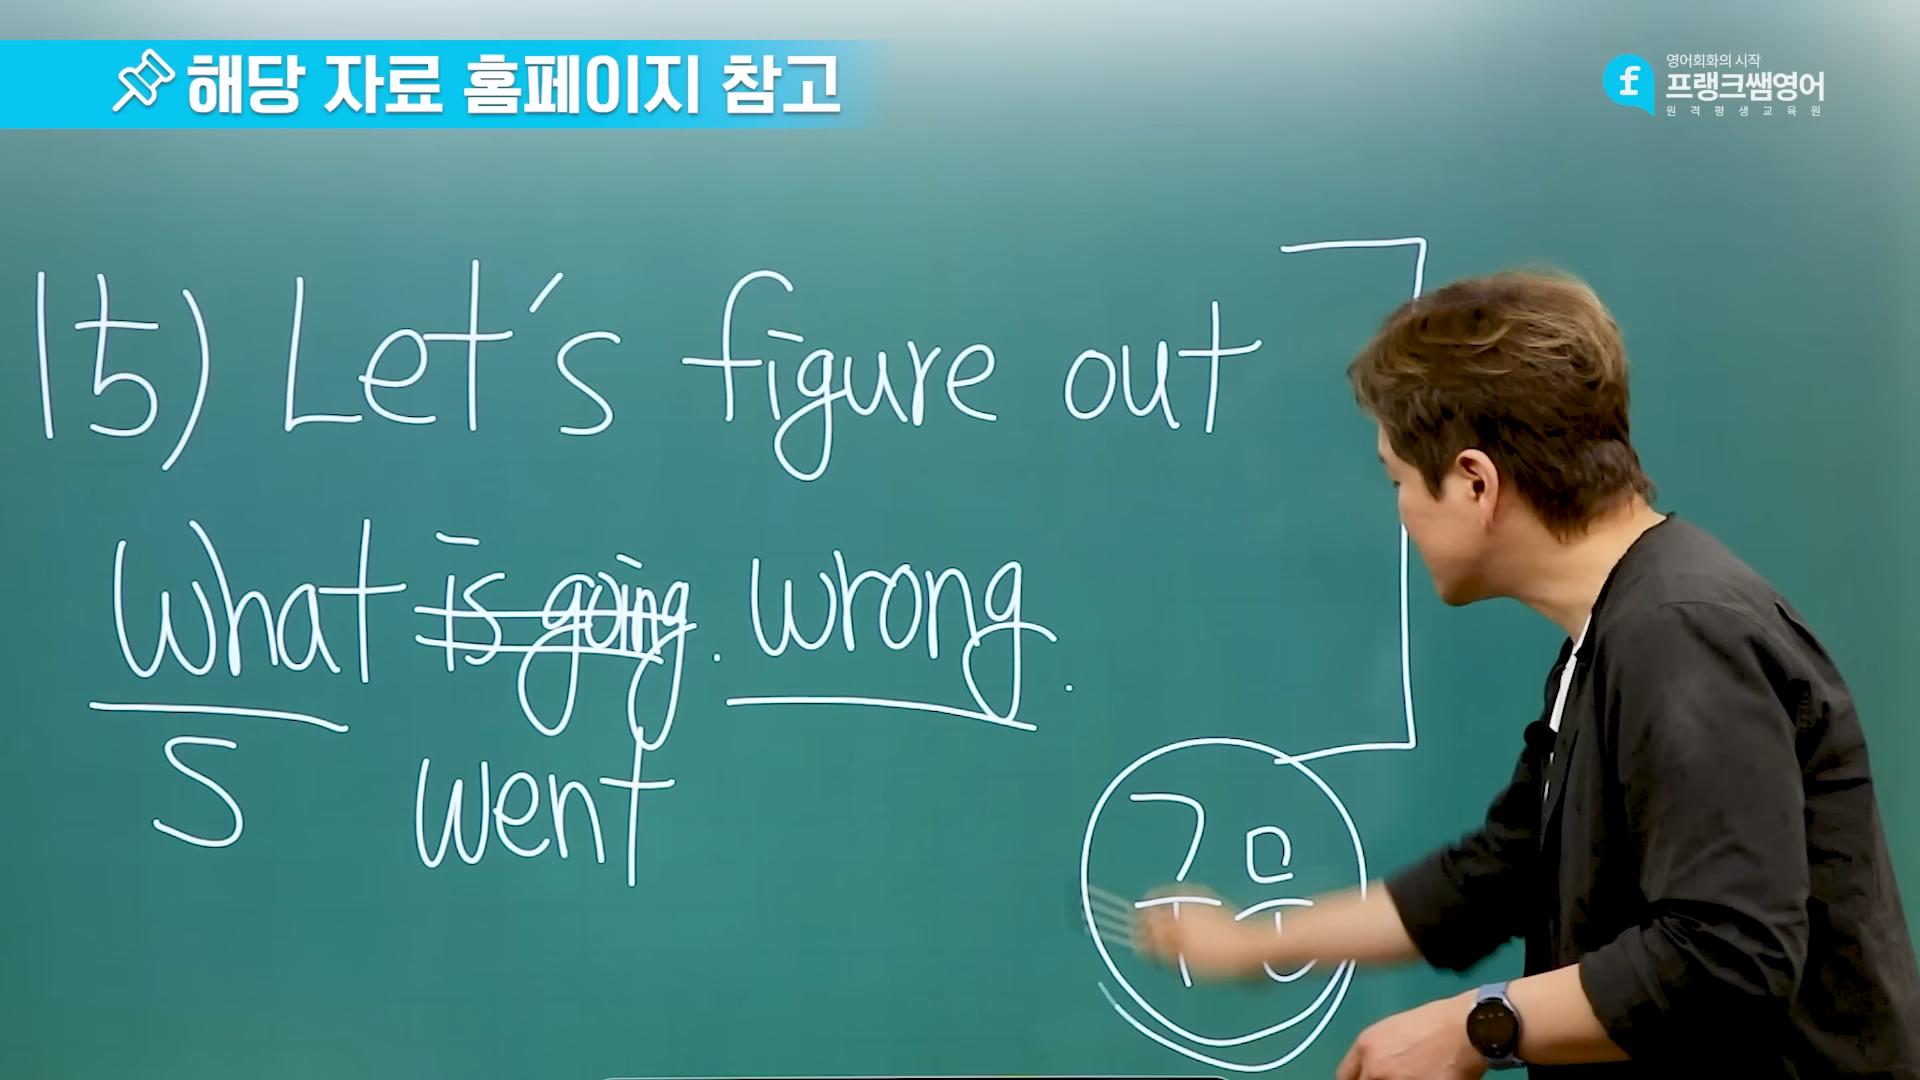 해당 자료 홈페이지 참고
영어회화의 시작
프랭크쌤영어
원격평생교육원
15) Let's figure out
what is going. wrong.
S went
구문